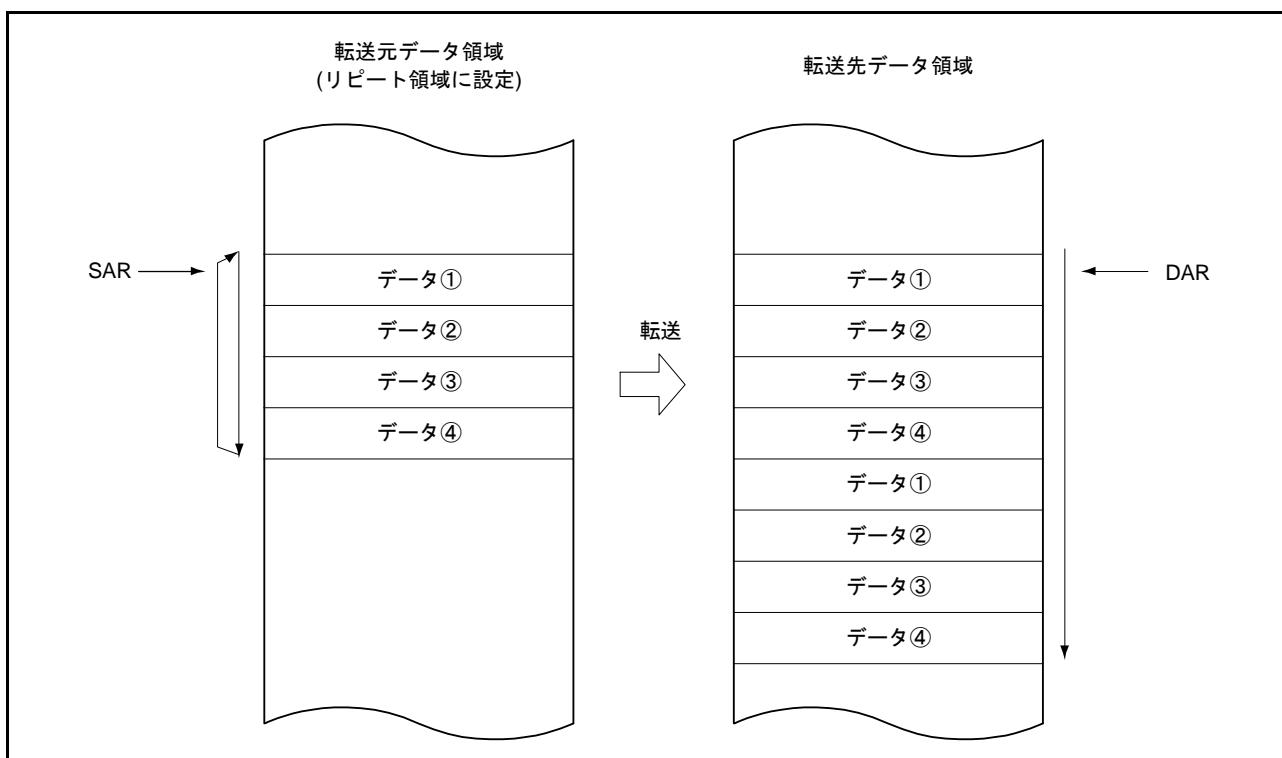 転送元データ領域
(リピート領域に設定)
転送先データ領域
SAR
データ①
データ②
データ③
データ④
転送
データ①
データ②
データ③
データ④
データ①
データ②
データ③
データ④
DAR